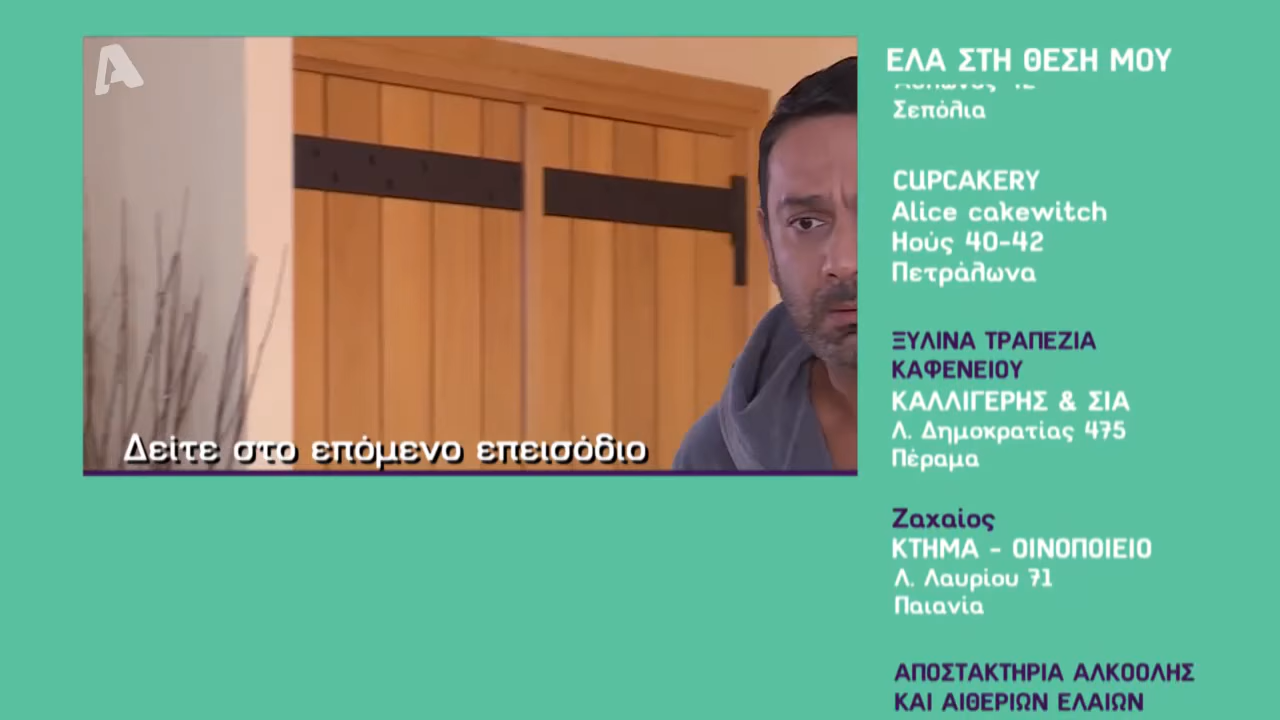 ΕΛΑ ΣΤΗ ΘΕΣΗ ΜΟΥ
Σεπόλια
CUPCAKERY
Alice cakewitch
Ηούς 40-42
Πετράλωνα
ΞΥΛΙΝΑ ΤΡΑΠΕΖΙΑ
ΚΑΦΕΝΕΙΟΥ
ΚΑΛΛΙΓΕΡΗΣ & ΣΙΑ
Λ. Δημοκρατίας 475
Πέραμα
Ζαχαίος
ΚΤΗΜΑ - ΟΙΝΟΠΟΙΕΙΟ
Λ. Λαυρίου 71
Παιανία
ΑΠΟΣΤΑΚΤΗΡΙΑ ΑΛΚΟΟΛΗΣ
ΚΑΙ ΑΙΘΕΡΙΩΝ ΕΛΑΙΩΝ
Δείτε στο επόμενο επεισόδιο